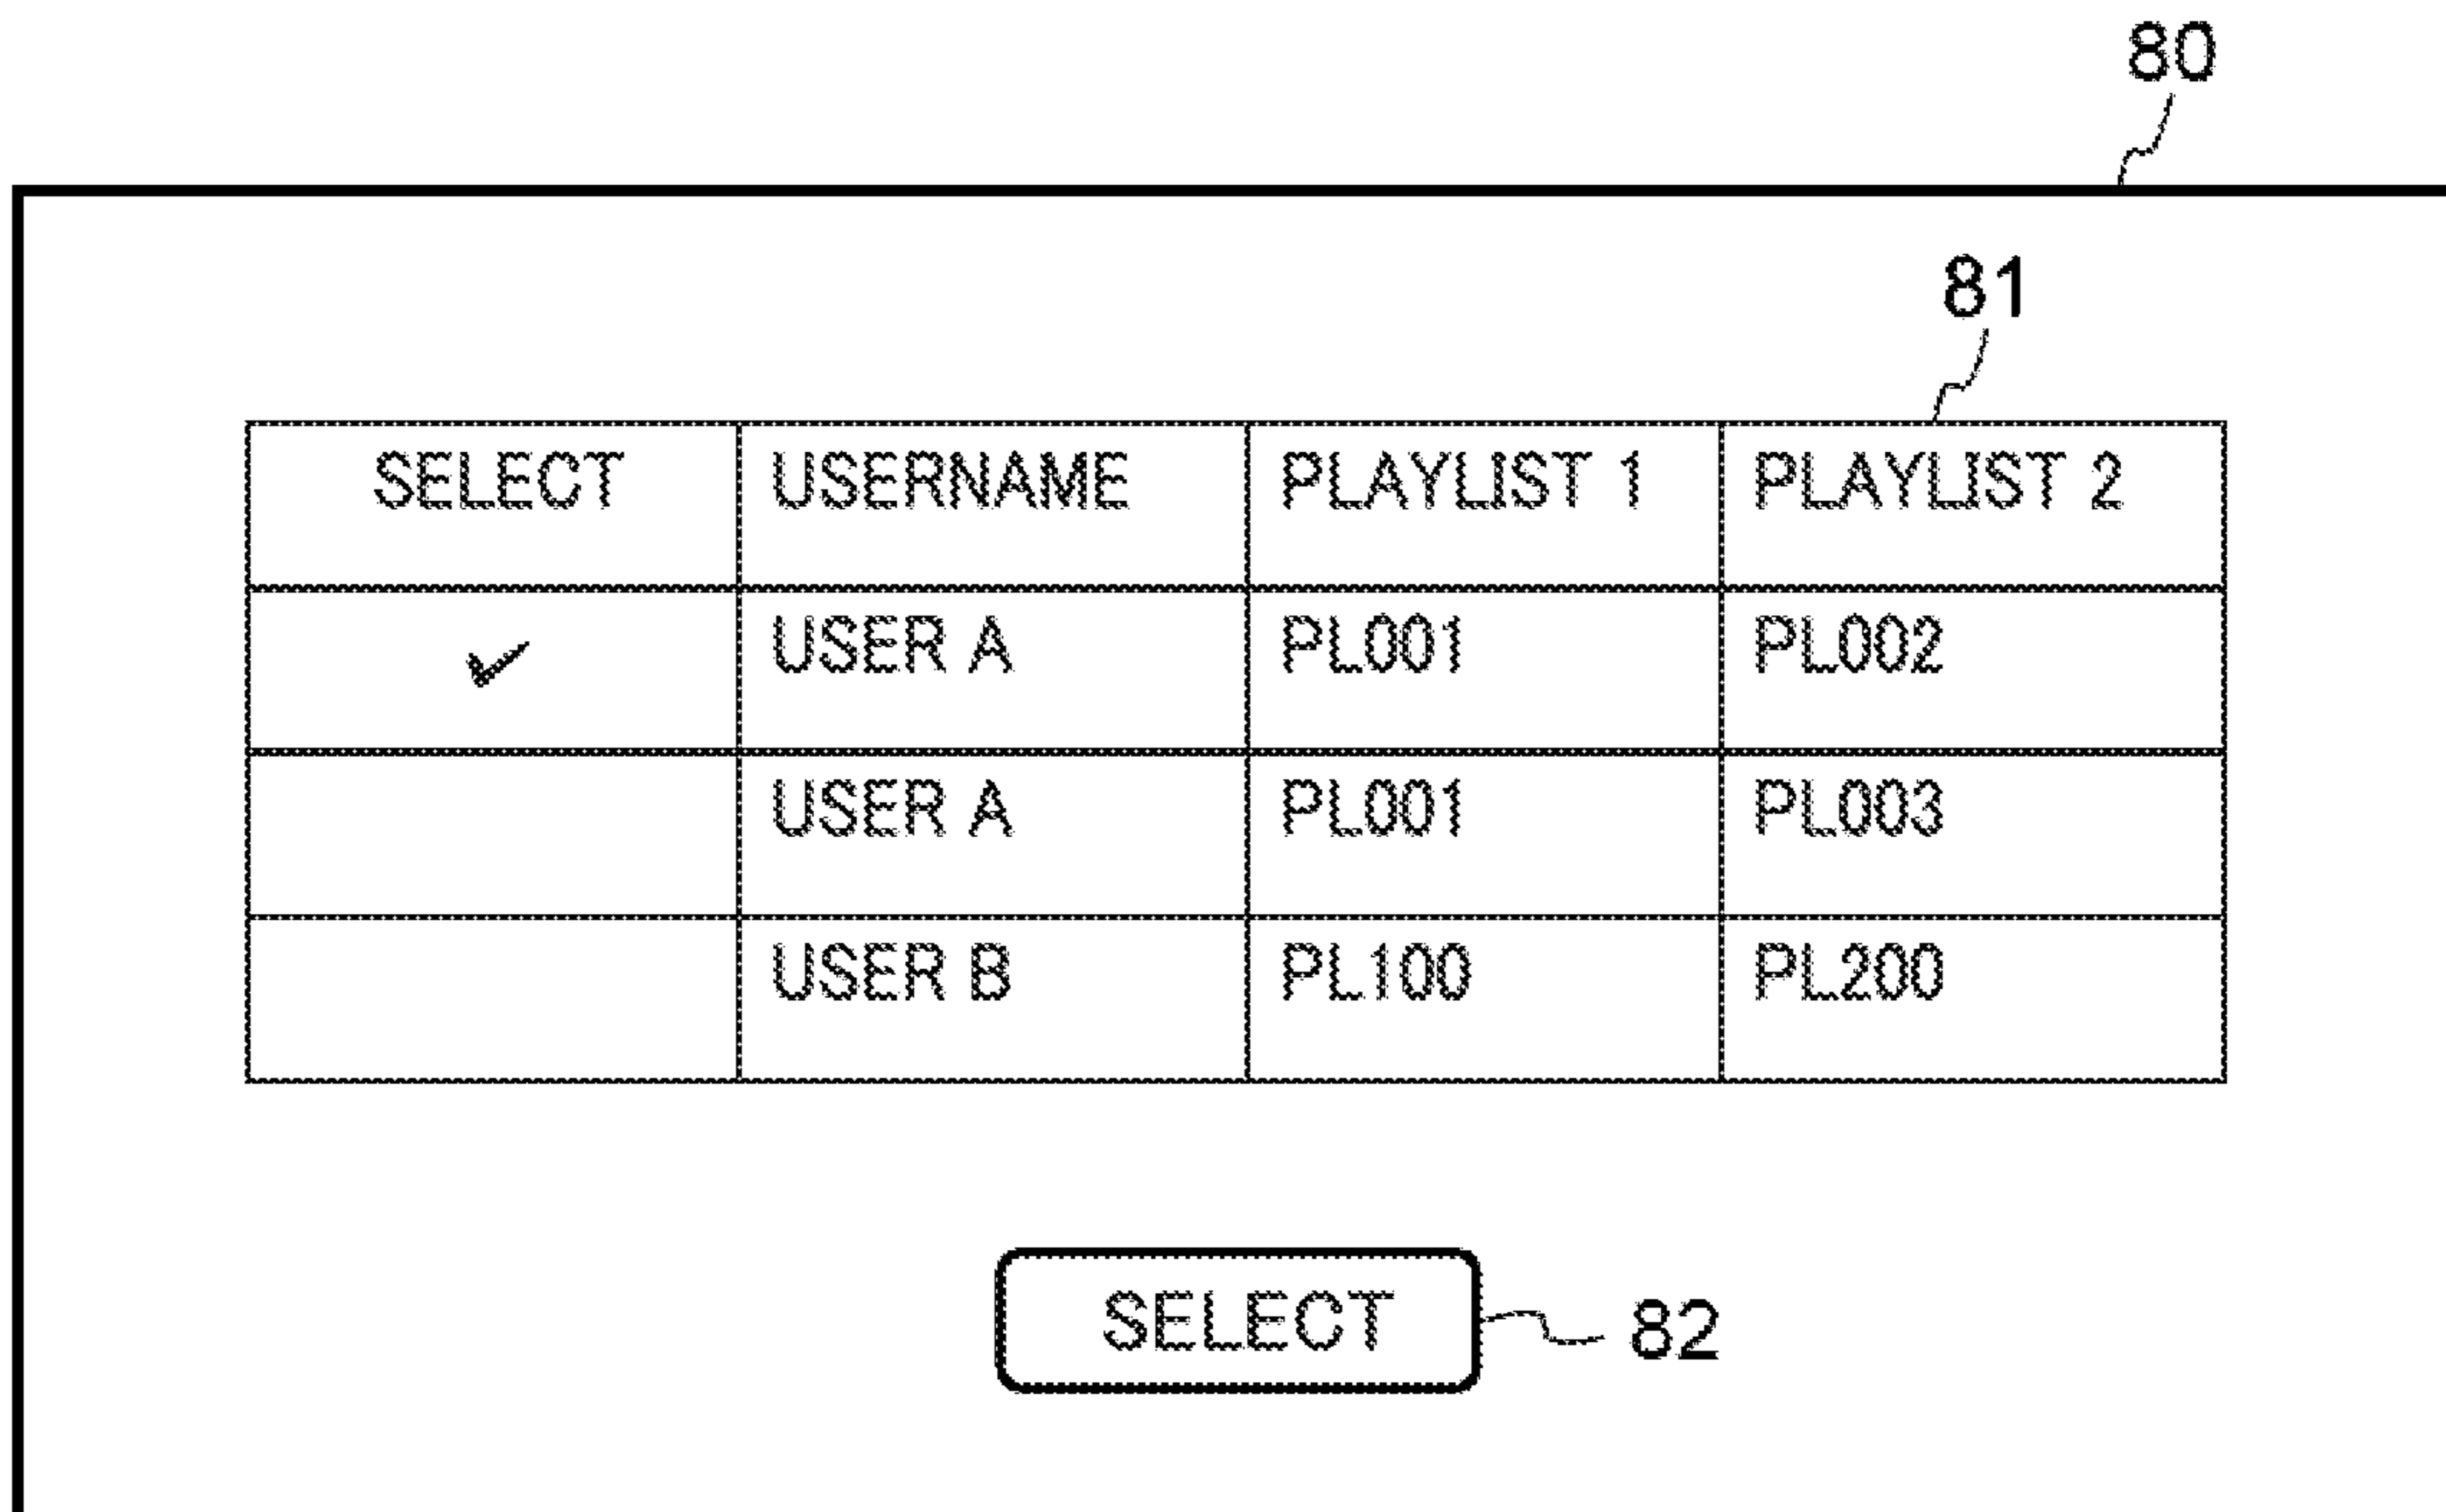 80
81
SELECT USERNAME PLAYLIST 1 PLAYLIST 2
✓ USER A PL001 PL002
USER A PL001 PL003
USER B PL100 PL200
SELECT 82